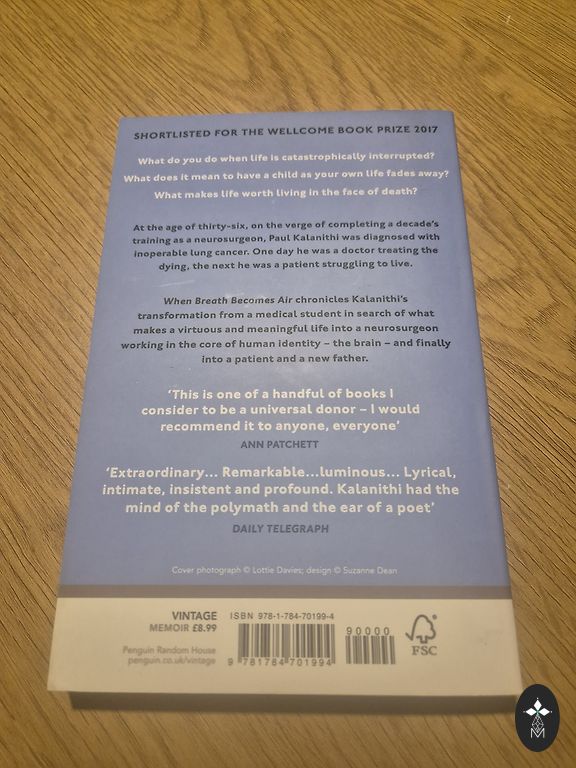 SHORTLISTED FOR THE WELLCOME BOOK PRIZE 2017
What do you do when life is catastrophically interrupted?
What does it mean to have a child as your own life fades away?
What makes life worth living in the face of death?
At the age of thirty-six, on the verge of completing a decade's
training as a neurosurgeon, Paul Kalanithi was diagnosed with
inoperable lung cancer. One day he was a doctor treating the
dying, the next he was a patient struggling to live.
When Breath Becomes Air chronicles Kalanithi's
transformation from a medical student in search of what
makes a virtuous and meaningful life into a neurosurgeon
working in the core of human identity – the brain – and finally
into a patient and a new father.
'This is one of a handful of books I
consider to be a universal donor – I would
recommend it to anyone, everyone'
ANN PATCHETT
'Extraordinary... Remarkable...luminous... Lyrical,
intimate, insistent and profound. Kalanithi had the
mind of the polymath and the ear of a poet'
DAILY TELEGRAPH
Cover photograph © Lottie Davies; design © Suzanne Dean
VINTAGE
MEMOIR £8.99
Penguin Random House
penguin.co.uk/vintage
ISBN 978-1-784-70199-4
90000
9 781784 701994
FSC
M